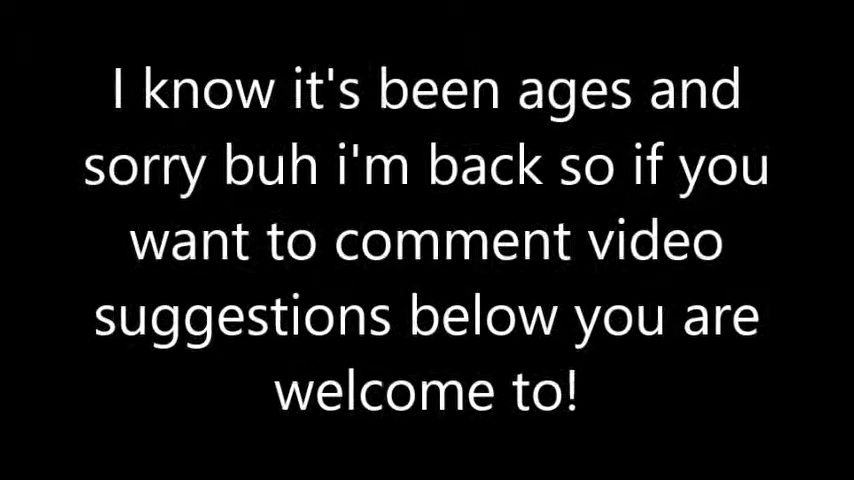 I know it's been ages and
sorry buh i'm back so if you
want to comment video
suggestions below you are
welcome to!